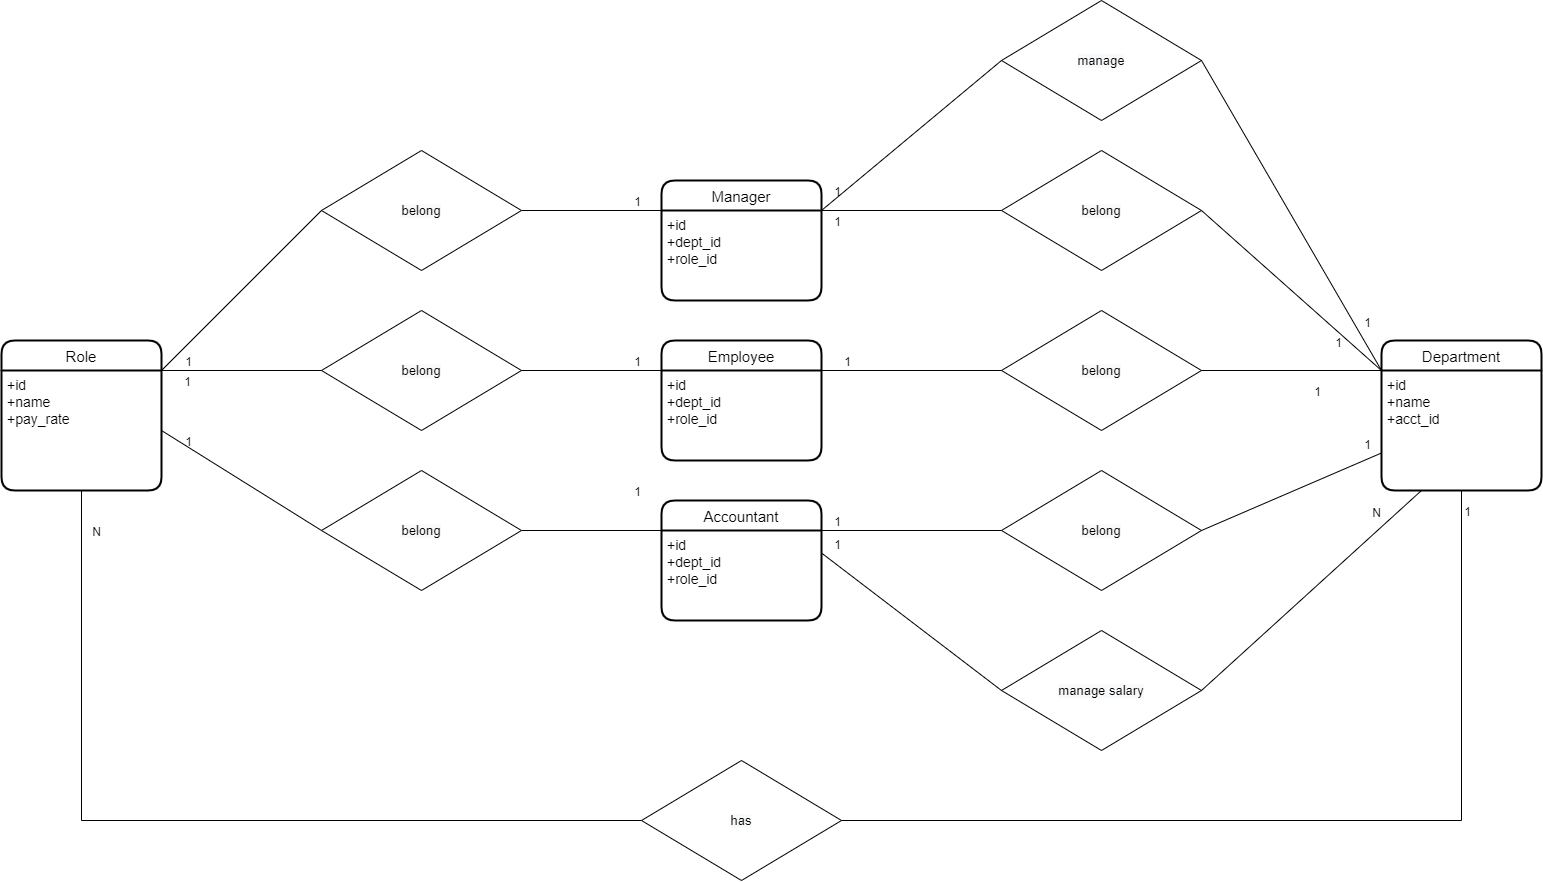 manage
belong
1
Manager
1
belong
1
+id
+dept_id
+role_id
1
1
Role
1
belong
1
Employee
1
belong
1
Department
+id
+name
+pay_rate
1
+id
+dept_id
+role_id
+id
+name
+acct_id
1
1
1
N
1
Accountant
1
N
1
belong
+id
+dept_id
+role_id
1
belong
manage salary
has